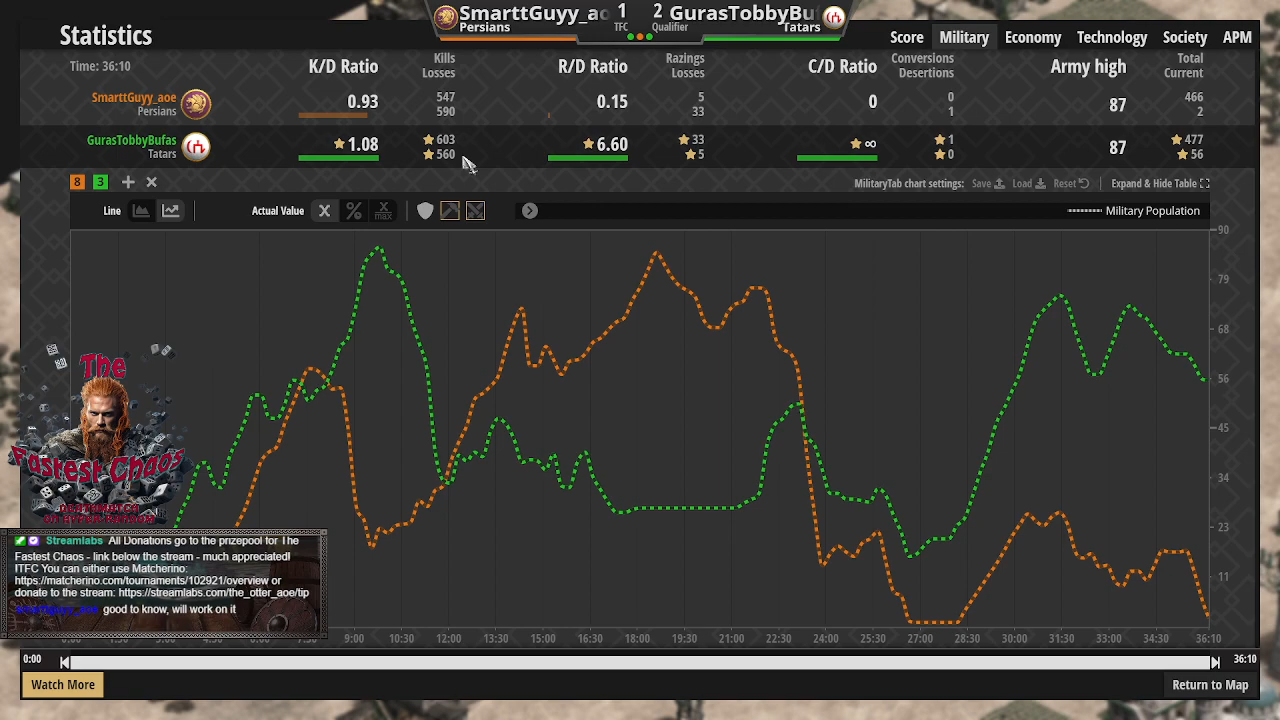 SmarttGuyy_ao 1 2 GurasTobbyBu
Persians TFC Qualifier Tatars
Statistics
Score Military Economy Technology Society APM
Time: 36:10
K/D Ratio Kills Losses R/D Ratio Razings Losses C/D Ratio Conversions Desertions Army high Total Current
SmarttGuyy_aoe
Persians
0.93 547 590 0.15 5 33 0 0 1 87 466 2
GurasTobbyBufas
Tatars
1.08 603 560 6.60 33 5 ∞ 1 0 87 477 56
8 3
MilitaryTab chart settings: Save Load Reset Expand & Hide Table
Line Actual Value X % X max Military Population
90
79
68
56
45
34
23
11
The
Fastest Chaos
DEATHMATCH
Streamlabs All Donations go to the przepool for The
Fastest Chaos - link below the stream - much appreciated!
ITFC You can either use Matcherino:
https://matcherino.com/tournaments/102921/overview or
donate to the stream: https://streamlabs.com/the_otter_aoe/tip
smarttguyy_aoe good to know, will work on it
9:00 10:30 12:00 13:30 15:00 16:30 18:00 19:30 21:00 22:30 24:00 25:30 27:00 28:30 30:00 31:30 33:00 34:30 36:10
0:00 36:10
Watch More Return to Map